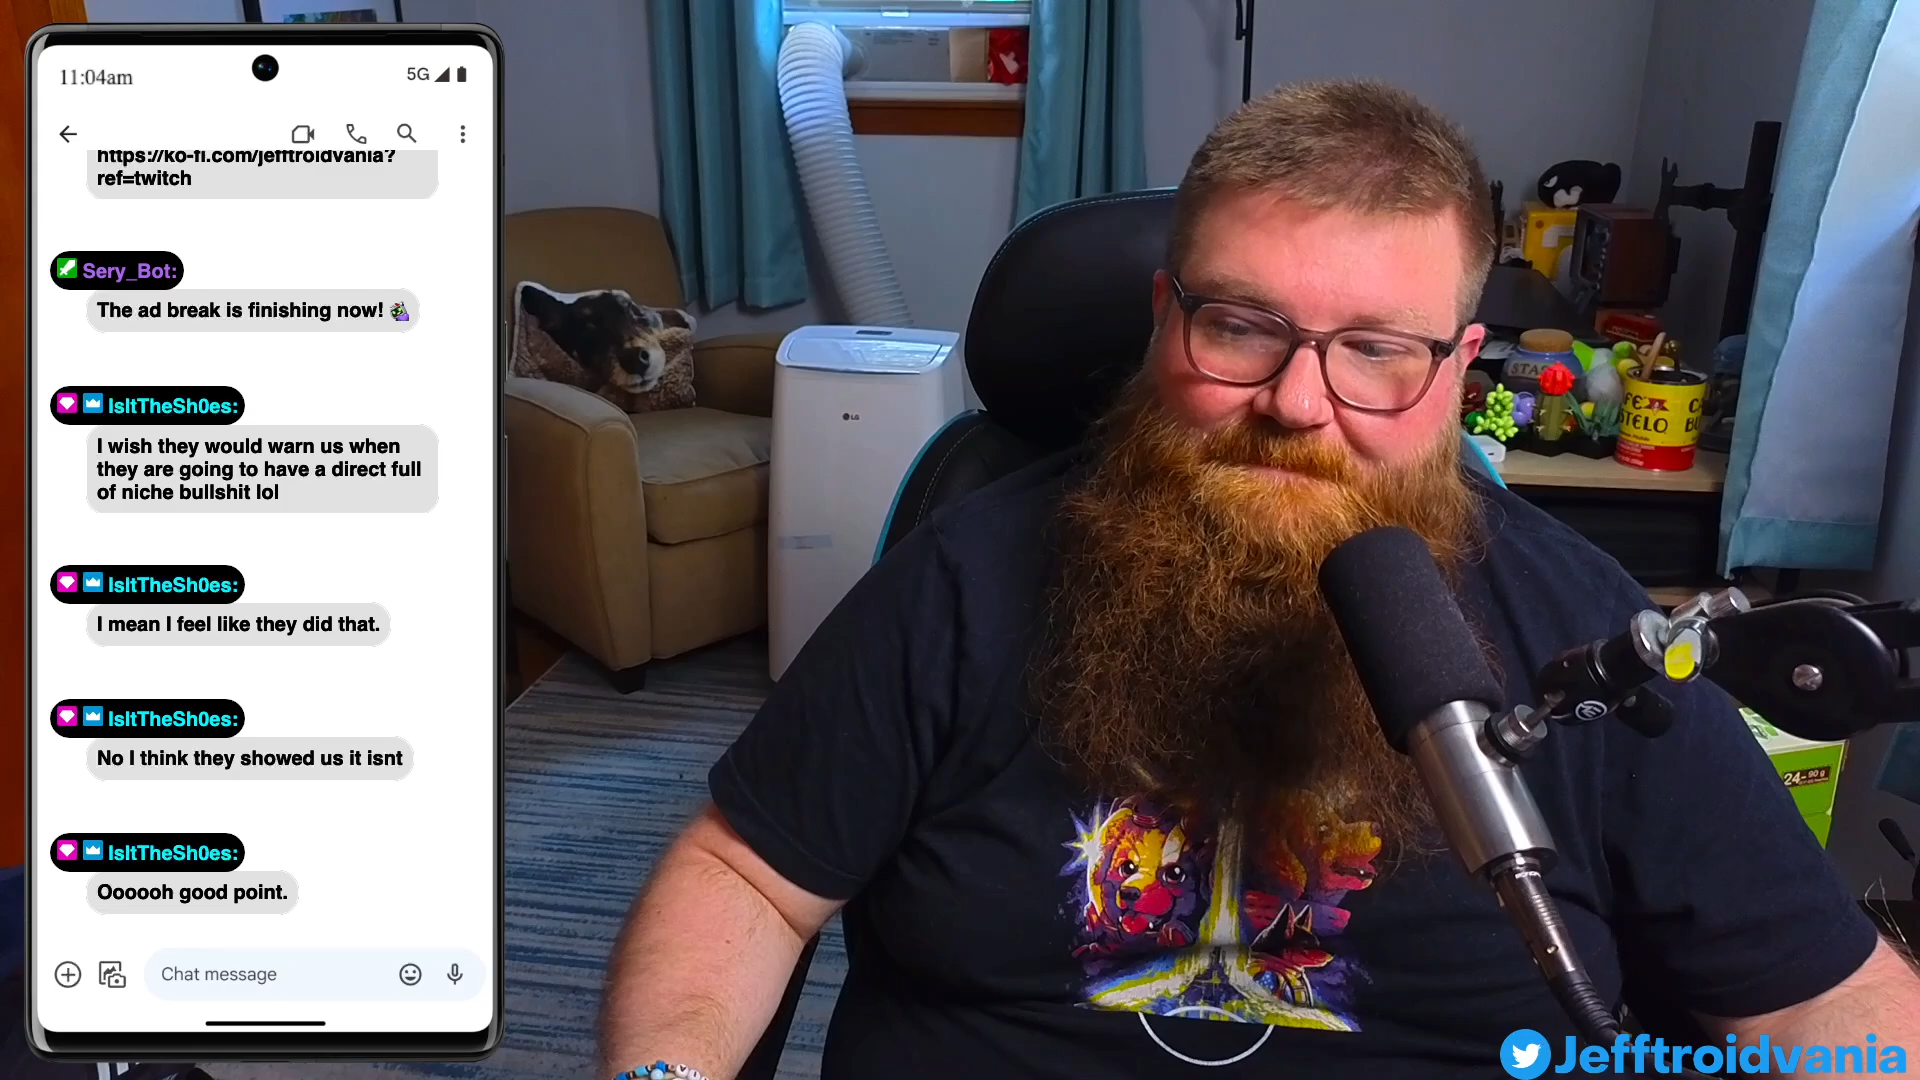 11:04am
5G
https://ko-fi.com/jefftroidvania?
ref=twitch
Sery_Bot:
The ad break is finishing now!
IsItTheSh0es:
I wish they would warn us when
they are going to have a direct full
of niche bullshit lol
IsItTheSh0es:
I mean I feel like they did that.
IsItTheSh0es:
No I think they showed us it isnt
IsItTheSh0es:
Oooooh good point.
Chat message
LG
24-
90 g
Jefftroidvania